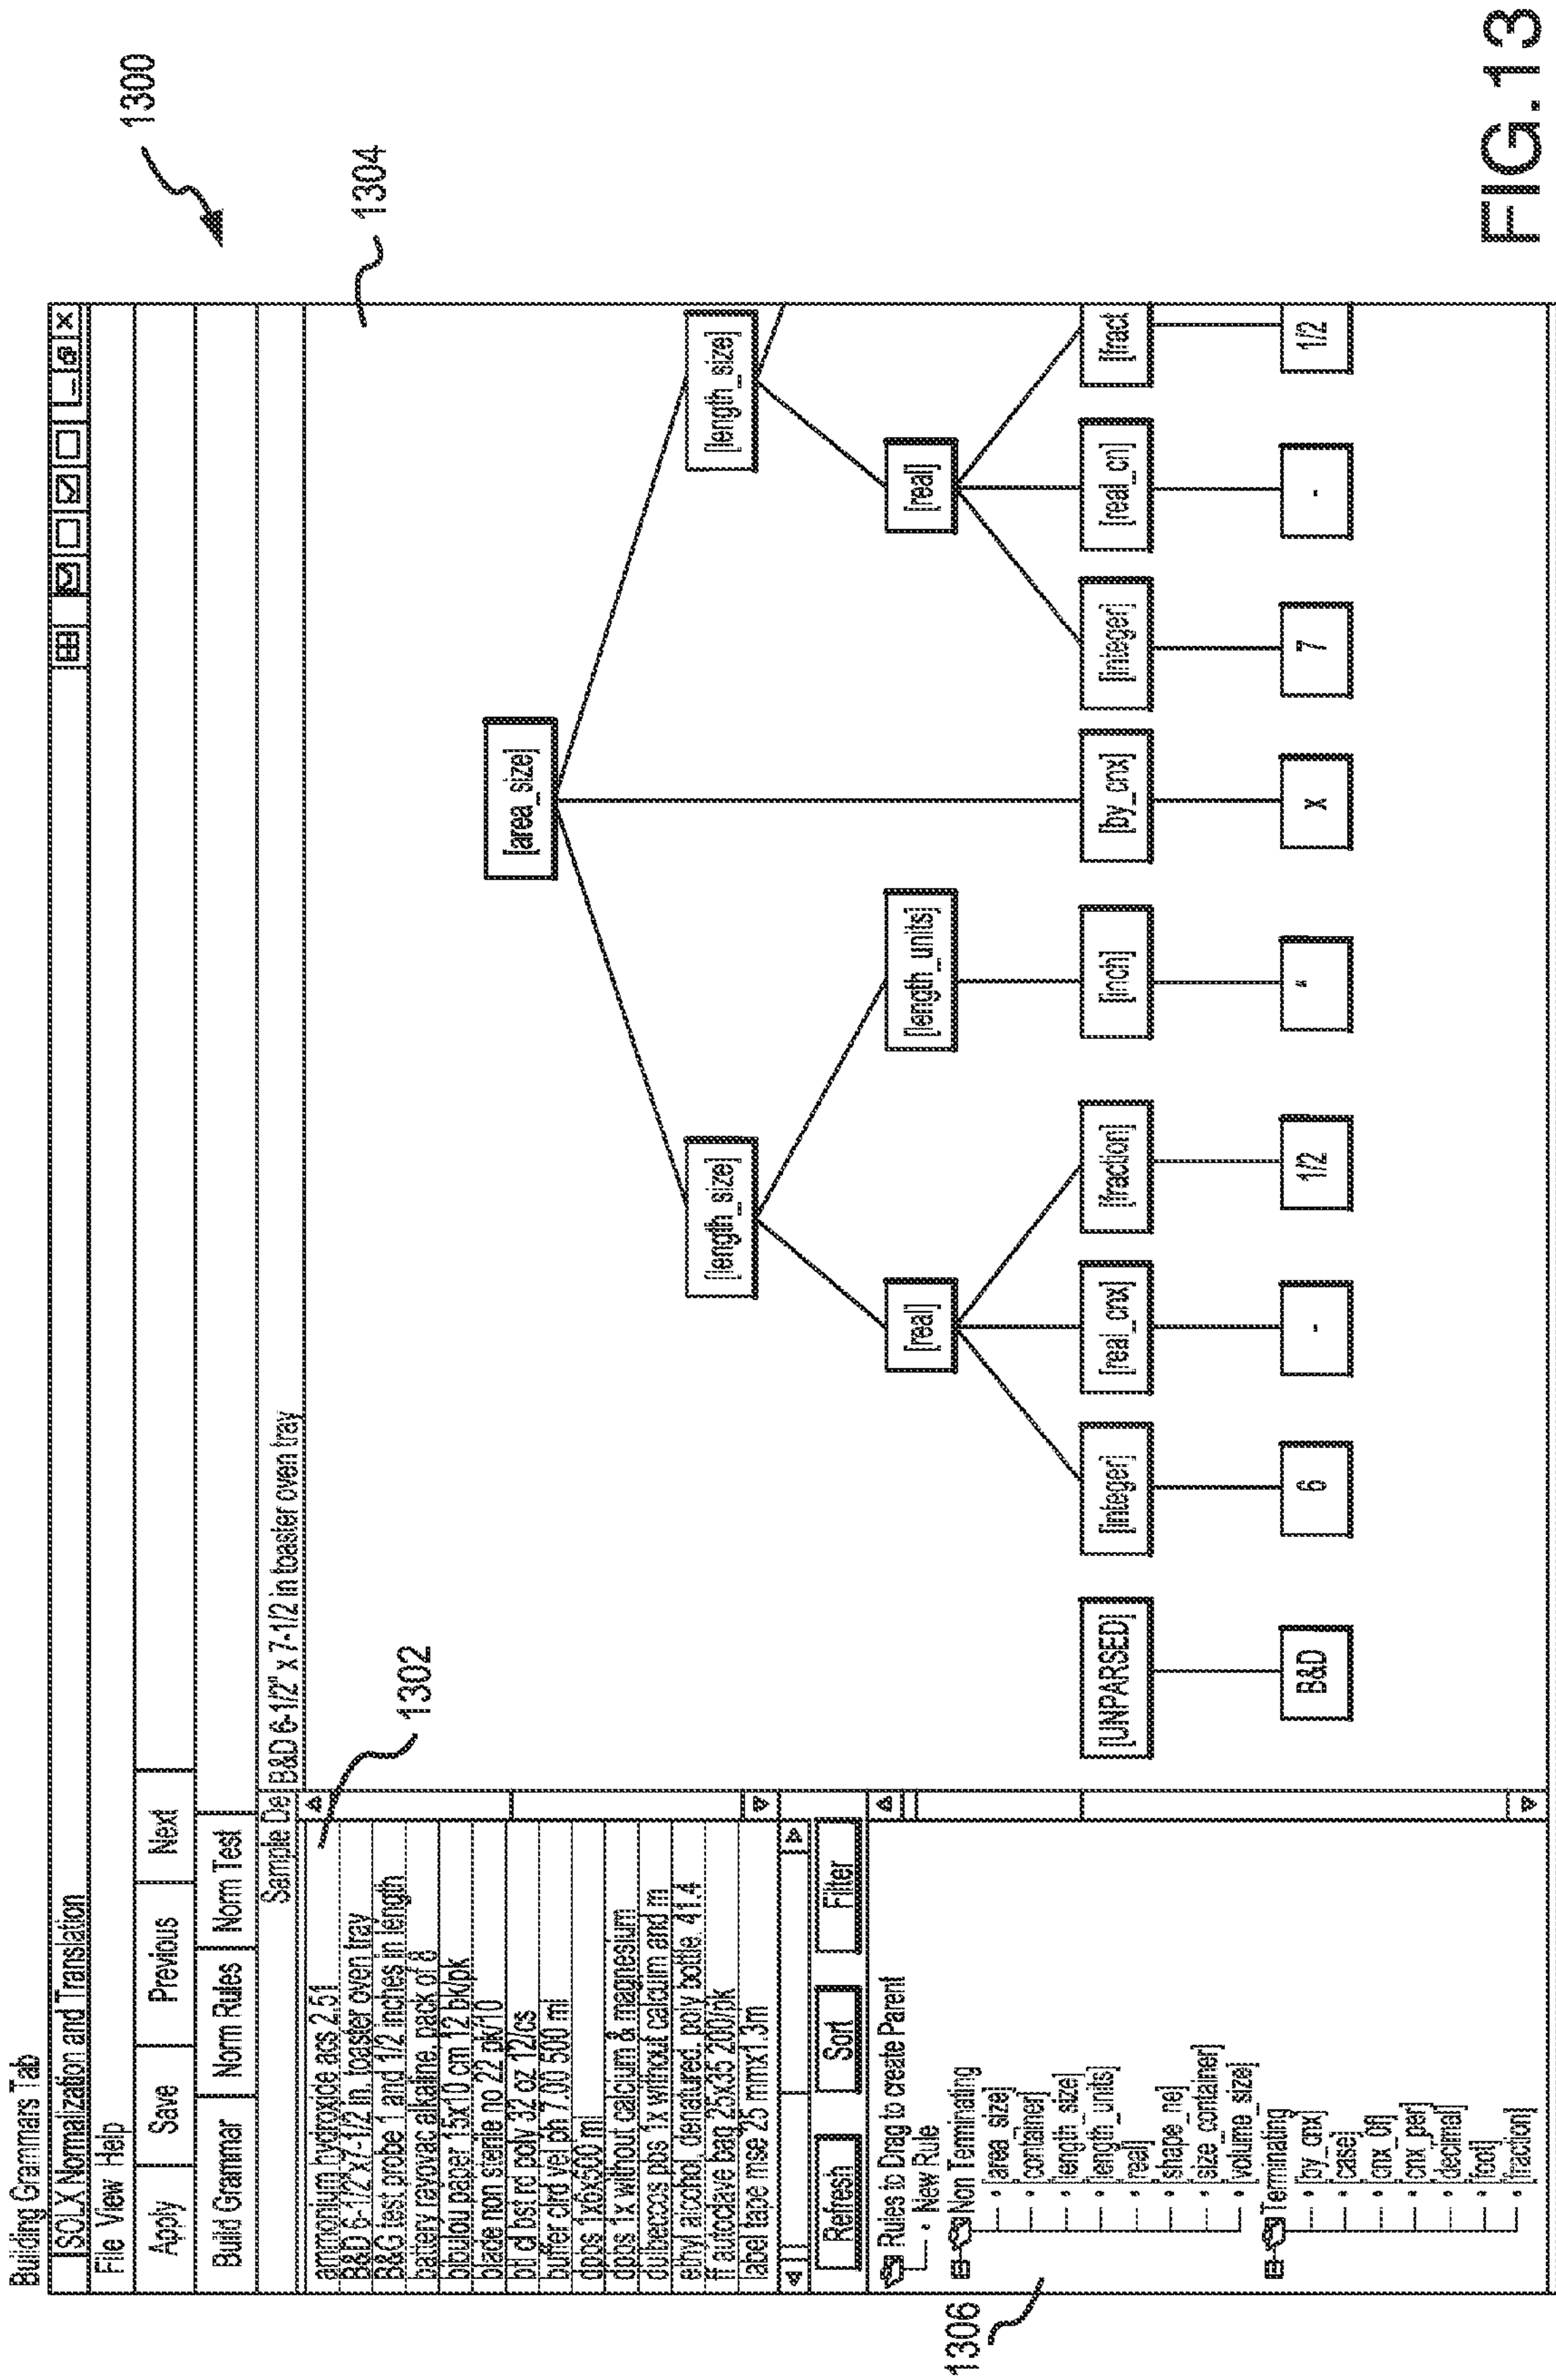 Building Grammars Tab
SOLX Normalization and Translation
File View Help
Apply Save Previous Next
Build Grammar Norm Rules Norm Test
Sample De B&D 6-1/2" x 7-1/2 in toaster oven tray
ammonium hydroxide acs 2.51
B&D 6-1/2"x7-1/2 in. toaster oven tray
B&G test probe 1 and 1/2 inches in length
battery rayovac alkaline, pack of 8
bibulou paper 15x10 cm 12 bk/pk
blade non sterile no 22 pk/10
btl cl bst rd poly 32 oz 12/cs
buffer clrd yel ph 7.00 500 ml
dpbs 1x6x500 ml
dpbs 1x without calcium & magnesium
dulbeccos pbs 1x without calcium and m
ethyl alcohol, denatured, poly bottle, 41.4
ff autoclave bag 25x35 200/pk
label tape mse 25 mmx1.3m
Refresh Sort Filter
Rules to Drag to create Parent
New Rule
Non Terminating
[area_size]
[container]
[length_size]
[length_units]
[real]
[shape_ne]
[size_container]
[volume_size]
Terminating
[by_cnx]
[case]
[cnx_of]
[cnx_per]
[decimal]
[foot]
[fraction]
[area_size]
[length_size] [length_size]
[real] [length_units] [real]
[UNPARSED] [integer] [real_cnx] [fraction] [inch] [by_cnx] [integer] [real_cn] [fract
B&D 6 - 1/2 " x 7 - 1/2
1300
1302
1304
1306
FIG.13